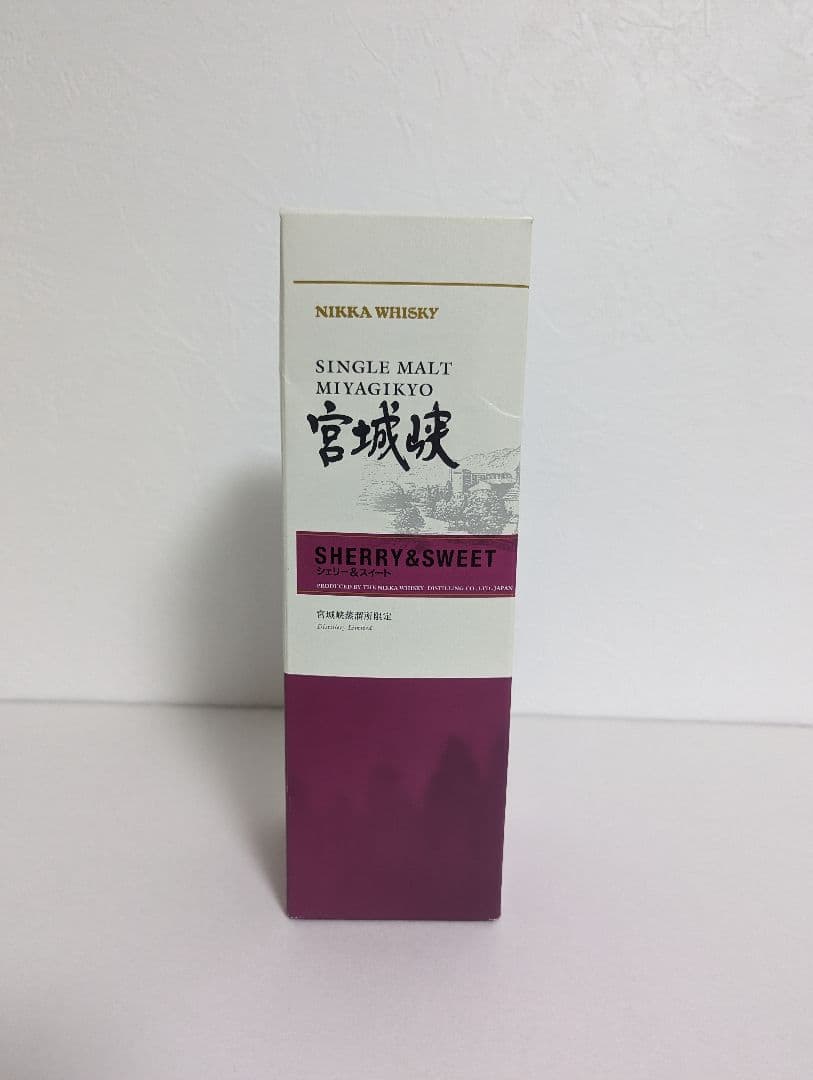 NIKKA WHISKY
SINGLE MALT
MIYAGIKYO
宮城峡
SHERRY&SWEET
シェリー&スイート
PRODUCED BY THE NIKKA WHISKY DISTILLING CO., LTD. JAPAN
宮城峡蒸溜所限定
Distillery Limited